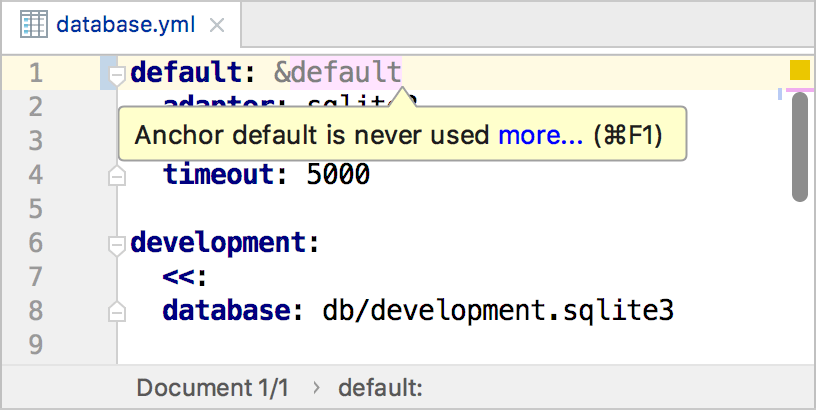 database.yml
1 default: &default
2 adapter: sqlite3
Anchor default is never used more... (⌘F1)
3
4 timeout: 5000
5
6 development:
7 <<:
8 database: db/development.sqlite3
9
Document 1/1 › default: